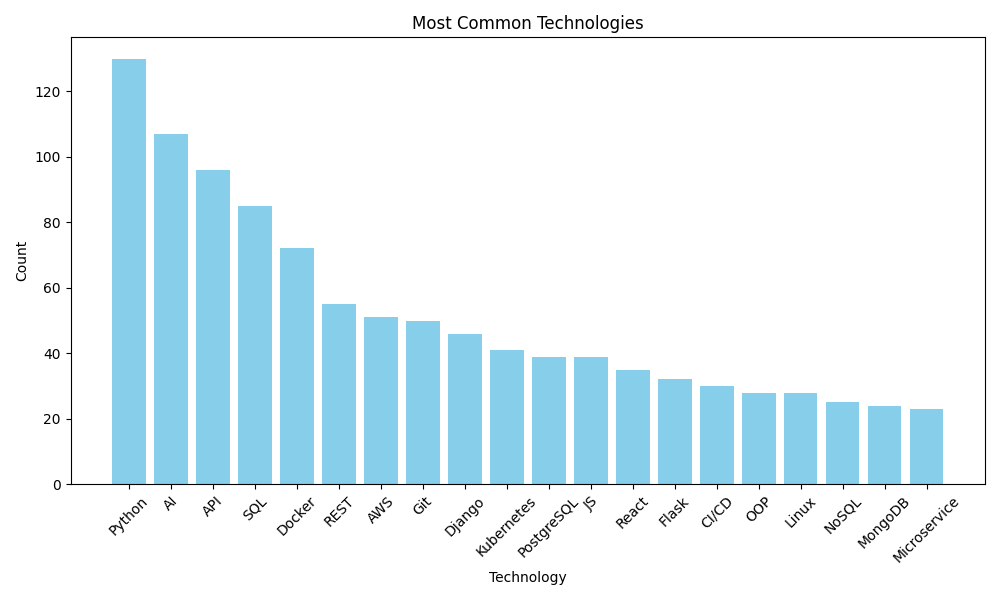 Most Common Technologies
Count
120
100
80
60
40
20
0
Python
AI
API
SQL
Docker
REST
AWS
Git
Django
Kubernetes
PostgreSQL
JS
React
Flask
CI/CD
OOP
Linux
NoSQL
MongoDB
Microservice
Technology